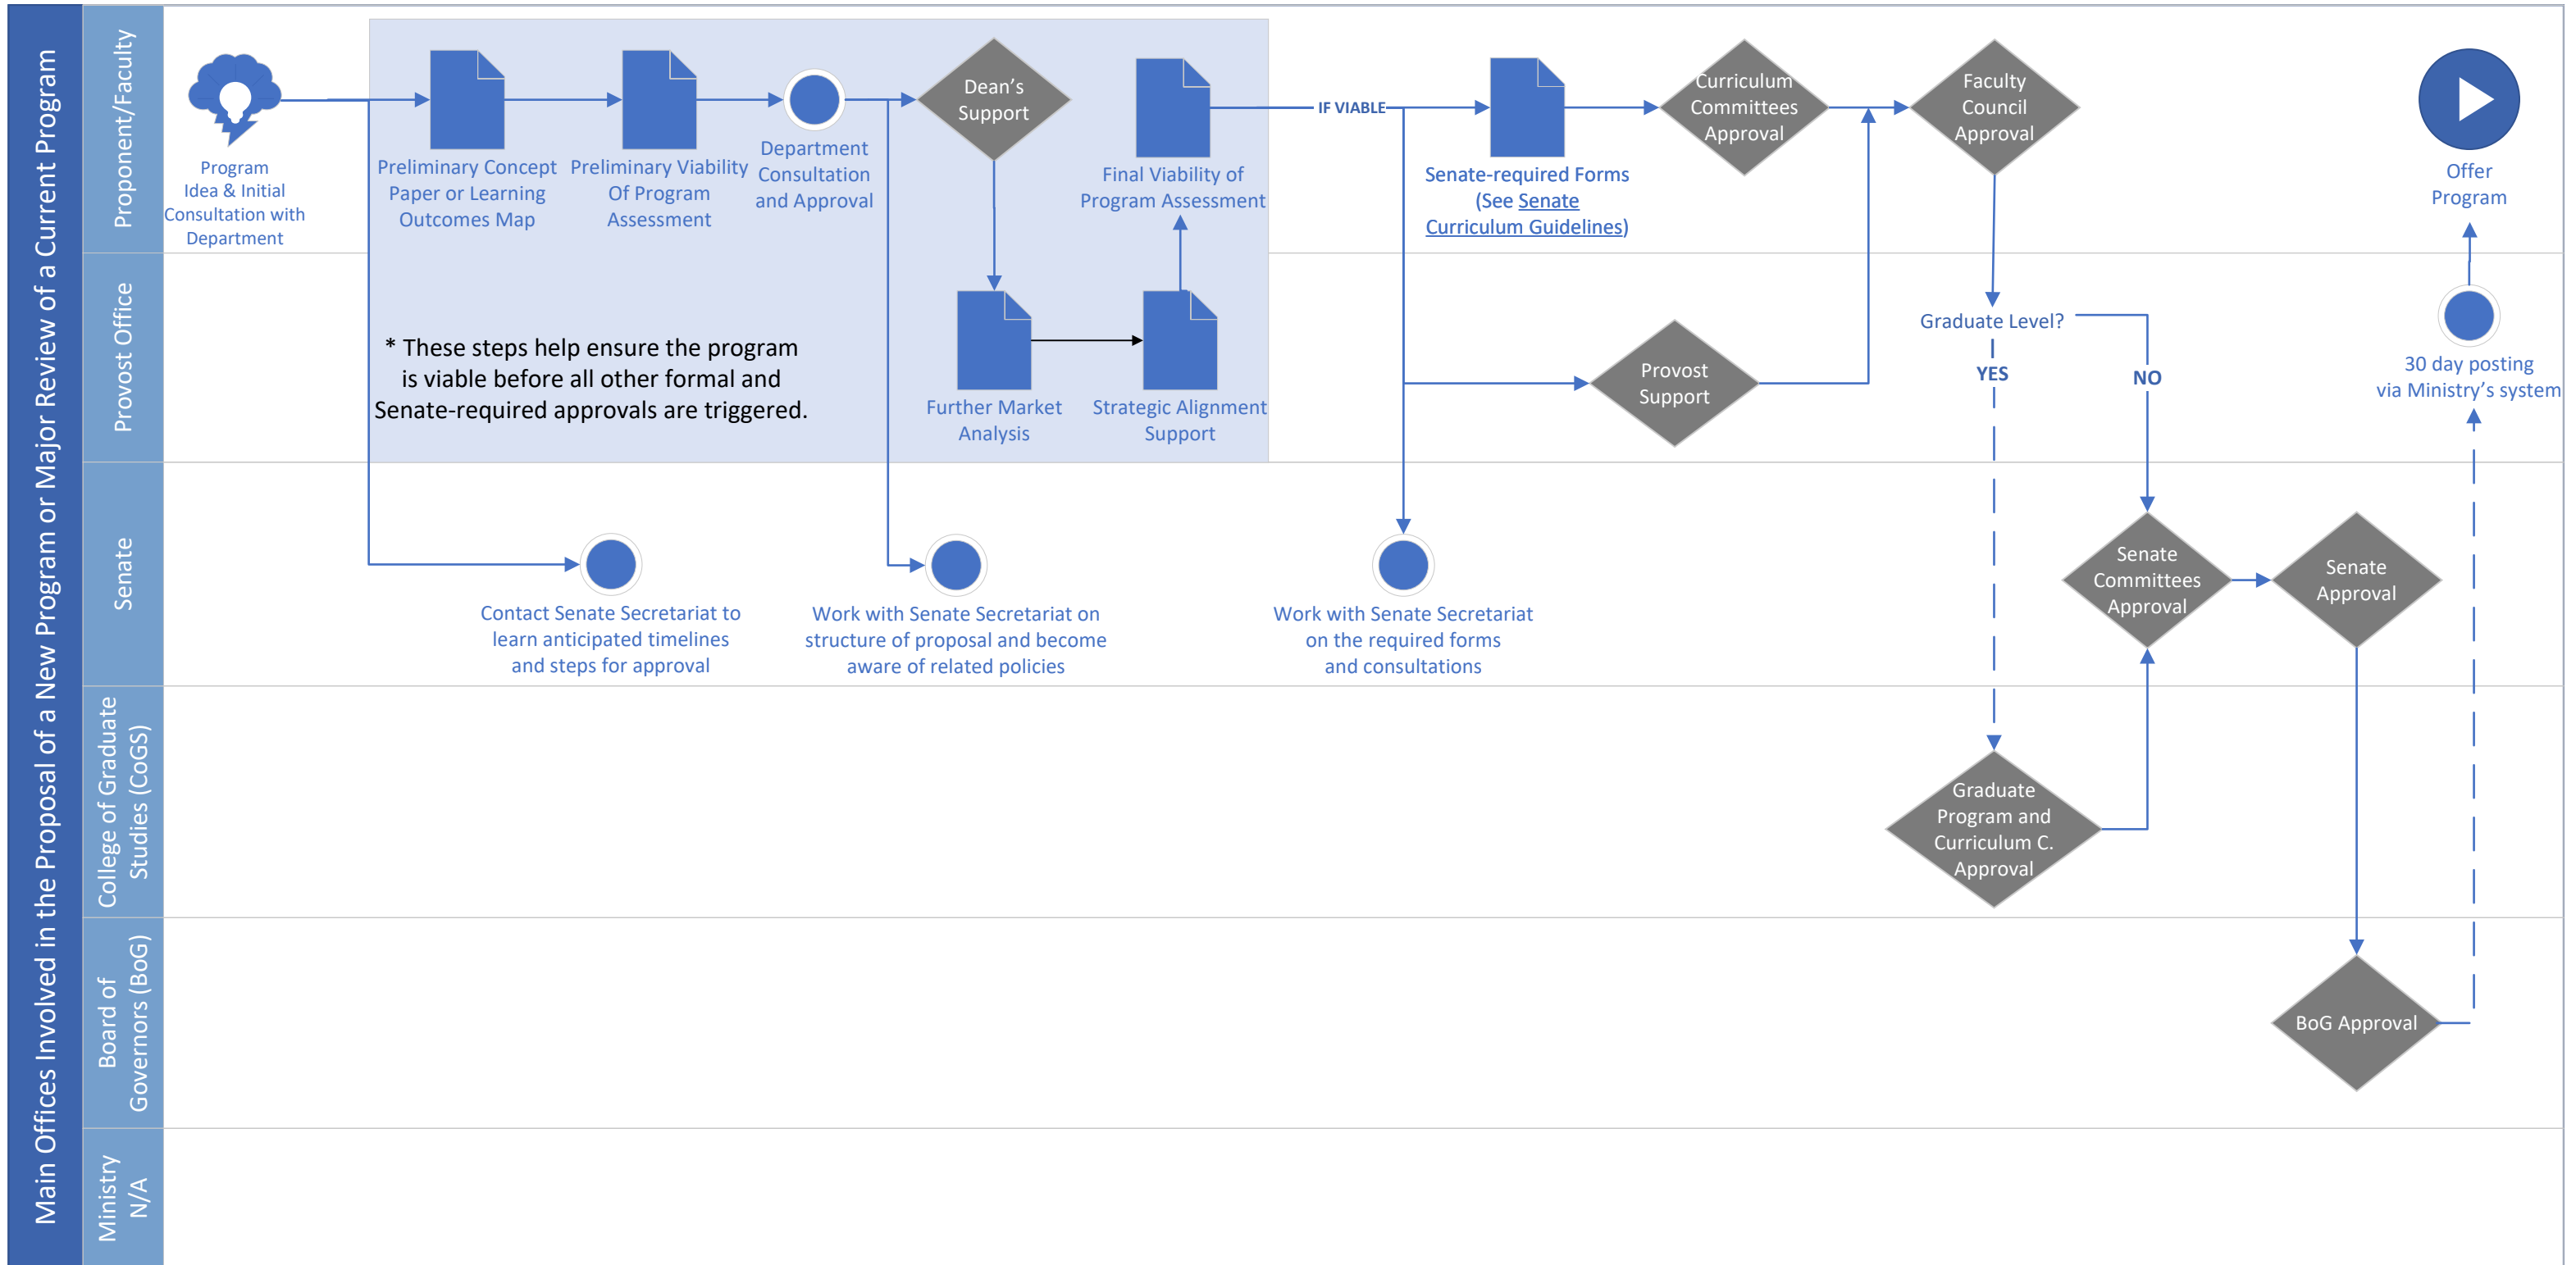 Main Offices Involved in the Proposal of a New Program or Major Review of a Current Program
Proponent/Faculty
Program
Idea & Initial
Consultation with
Department
Preliminary Concept
Paper or Learning
Outcomes Map
Preliminary Viability
Of Program
Assessment
Department
Consultation
and Approval
Dean's
Support
Final Viability of
Program Assessment
IF VIABLE
Senate-required Forms
(See Senate
Curriculum Guidelines)
Curriculum
Committees
Approval
Faculty
Council
Approval
Offer
Program
Provost Office
* These steps help ensure the program
is viable before all other formal and
Senate-required approvals are triggered.
Further Market
Analysis
Strategic Alignment
Support
Provost
Support
Graduate Level?
YES
NO
30 day posting
via Ministry's system
Senate
Contact Senate Secretariat to
learn anticipated timelines
and steps for approval
Work with Senate Secretariat on
structure of proposal and become
aware of related policies
Work with Senate Secretariat
on the required forms
and consultations
Senate
Committees
Approval
Senate
Approval
College of Graduate
Studies (CoGS)
Graduate
Program and
Curriculum C.
Approval
Board of
Governors (BoG)
BoG Approval
Ministry
N/A